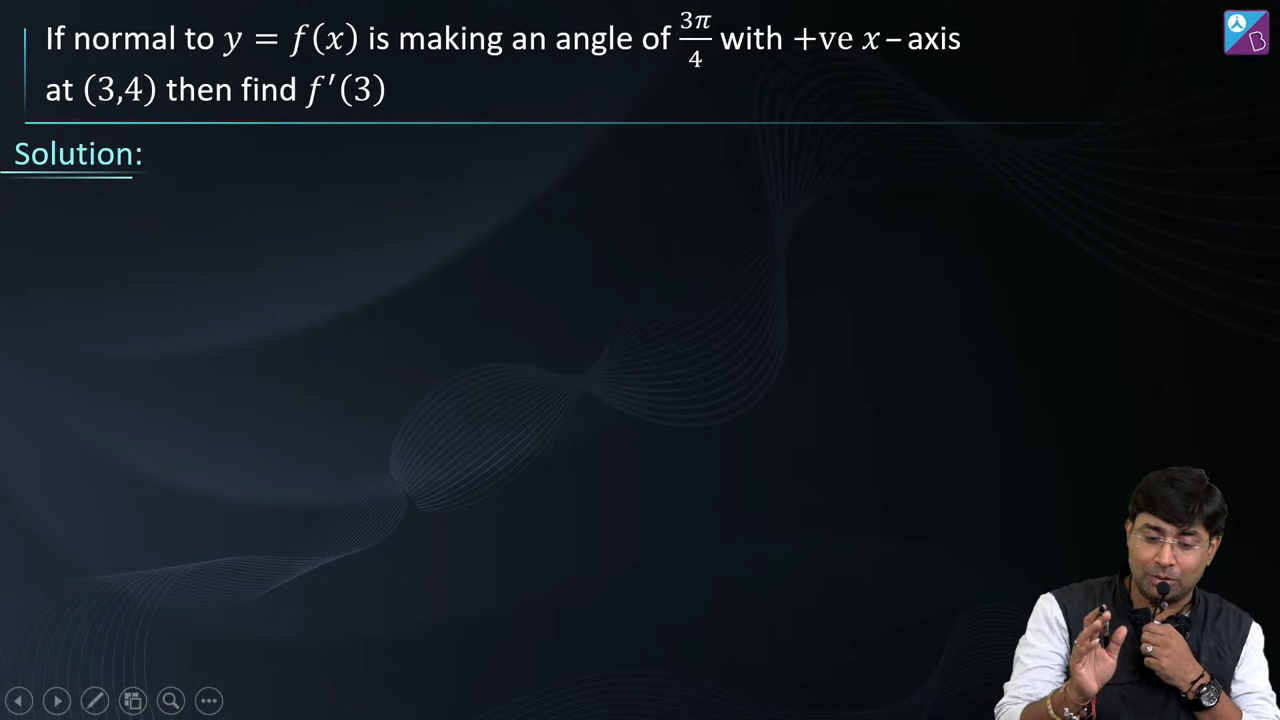 If normal to y = f(x) is making an angle of 3π/4 with +ve x – axis
at (3,4) then find f′(3)
Solution:
B